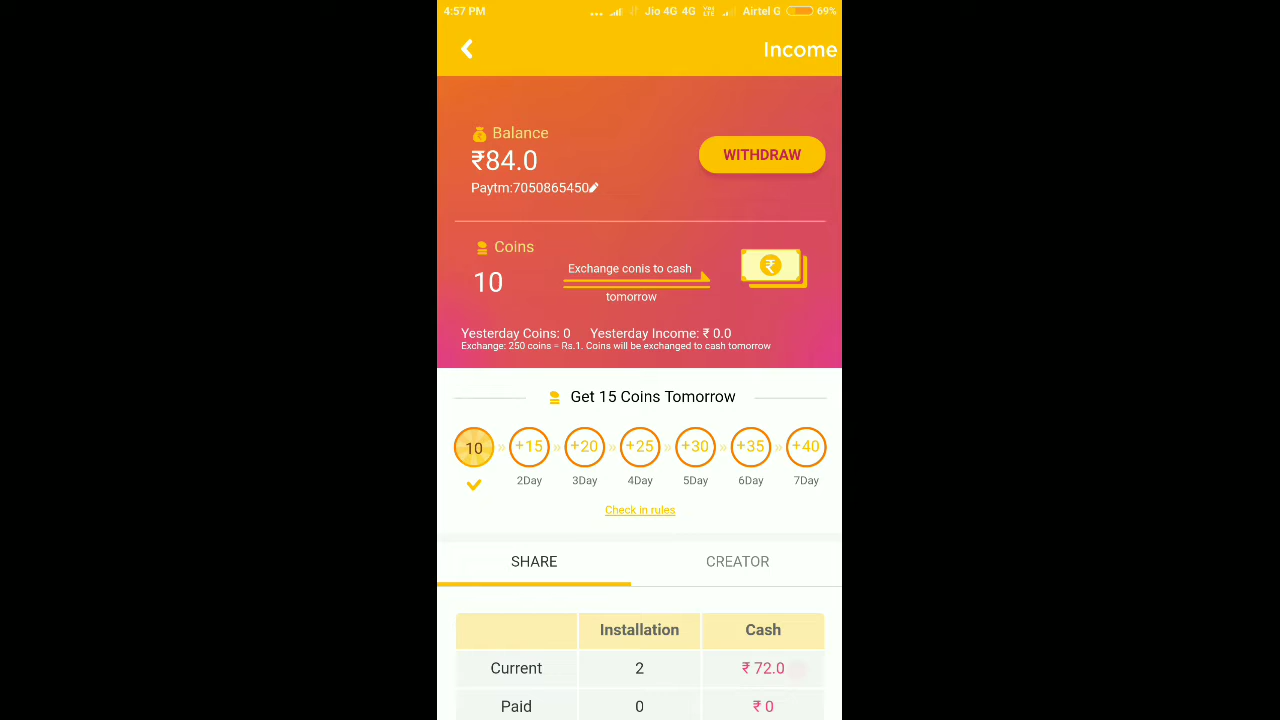 4:57 PM ... Jio 4G 4G VoD LTE Airtel G 69%
Income
Balance
₹84.0
WITHDRAW
Paytm:7050865450
Coins
10
Exchange conis to cash
₹
tomorrow
Yesterday Coins: 0 Yesterday Income: ₹ 0.0
Exchange: 250 coins = Rs.1. Coins will be exchanged to cash tomorrow
Get 15 Coins Tomorrow
10 » +15 » +20 » +25 » +30 » +35 » +40
2Day 3Day 4Day 5Day 6Day 7Day
Check in rules
SHARE CREATOR
Installation Cash
Current 2 ₹ 72.0
Paid 0 ₹ 0